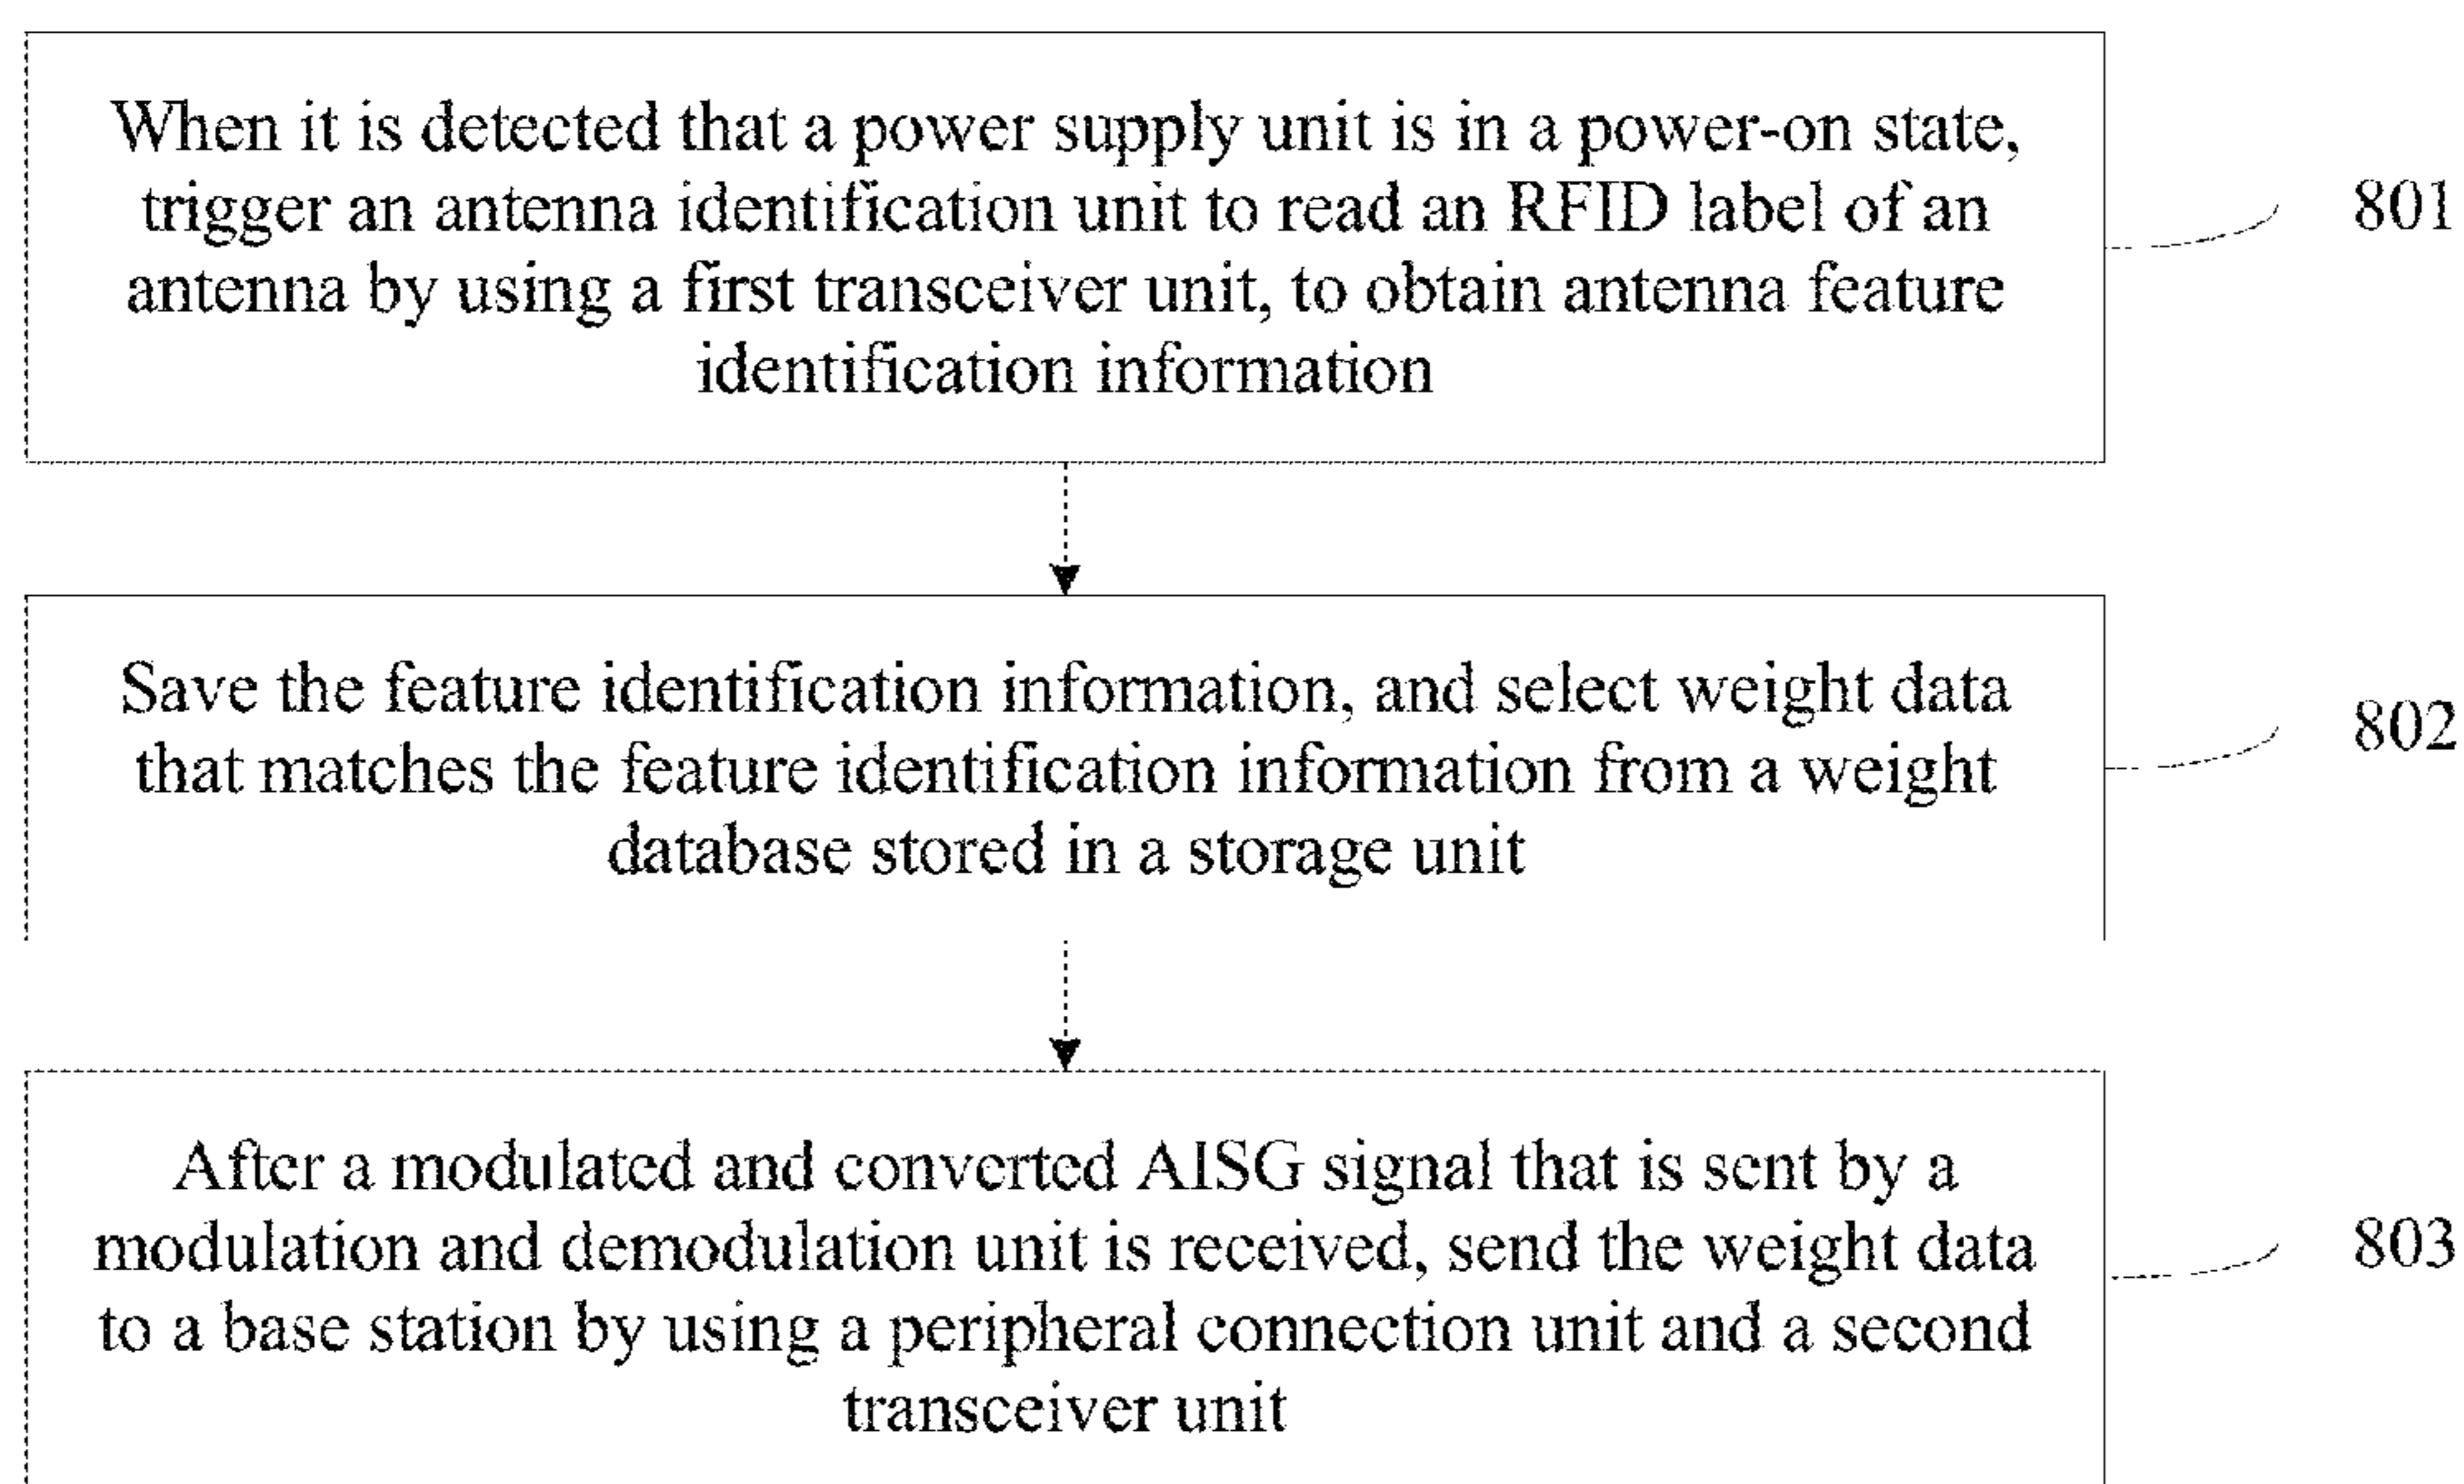 When it is detected that a power supply unit is in a power-on state,
trigger an antenna identification unit to read an RFID label of an
antenna by using a first transceiver unit, to obtain antenna feature
identification information
801
Save the feature identification information, and select weight data
that matches the feature identification information from a weight
database stored in a storage unit
802
After a modulated and converted AISG signal that is sent by a
modulation and demodulation unit is received, send the weight data
to a base station by using a peripheral connection unit and a second
transceiver unit
803